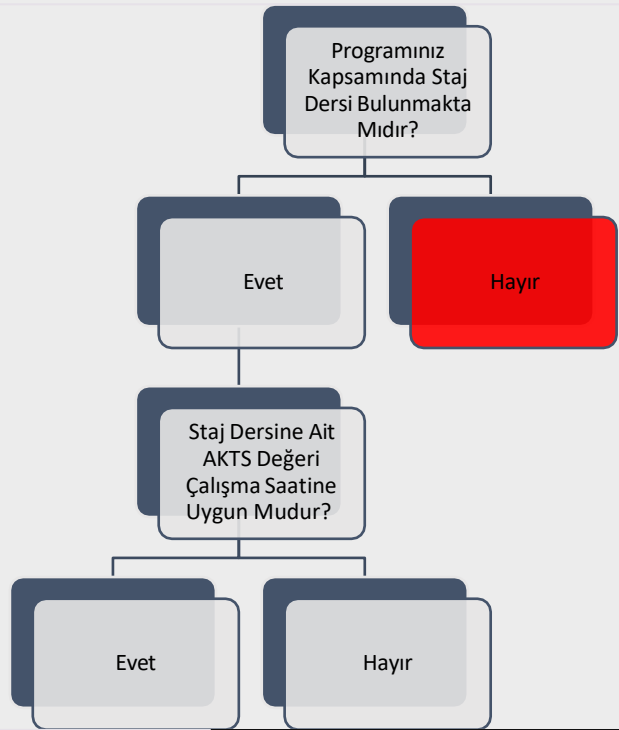 Programınız
Kapsamında Staj
Dersi Bulunmakta
Mıdır?
Evet
Hayır
Staj Dersine Ait
AKTS Değeri
Çalışma Saatine
Uygun Mudur?
Evet
Hayır